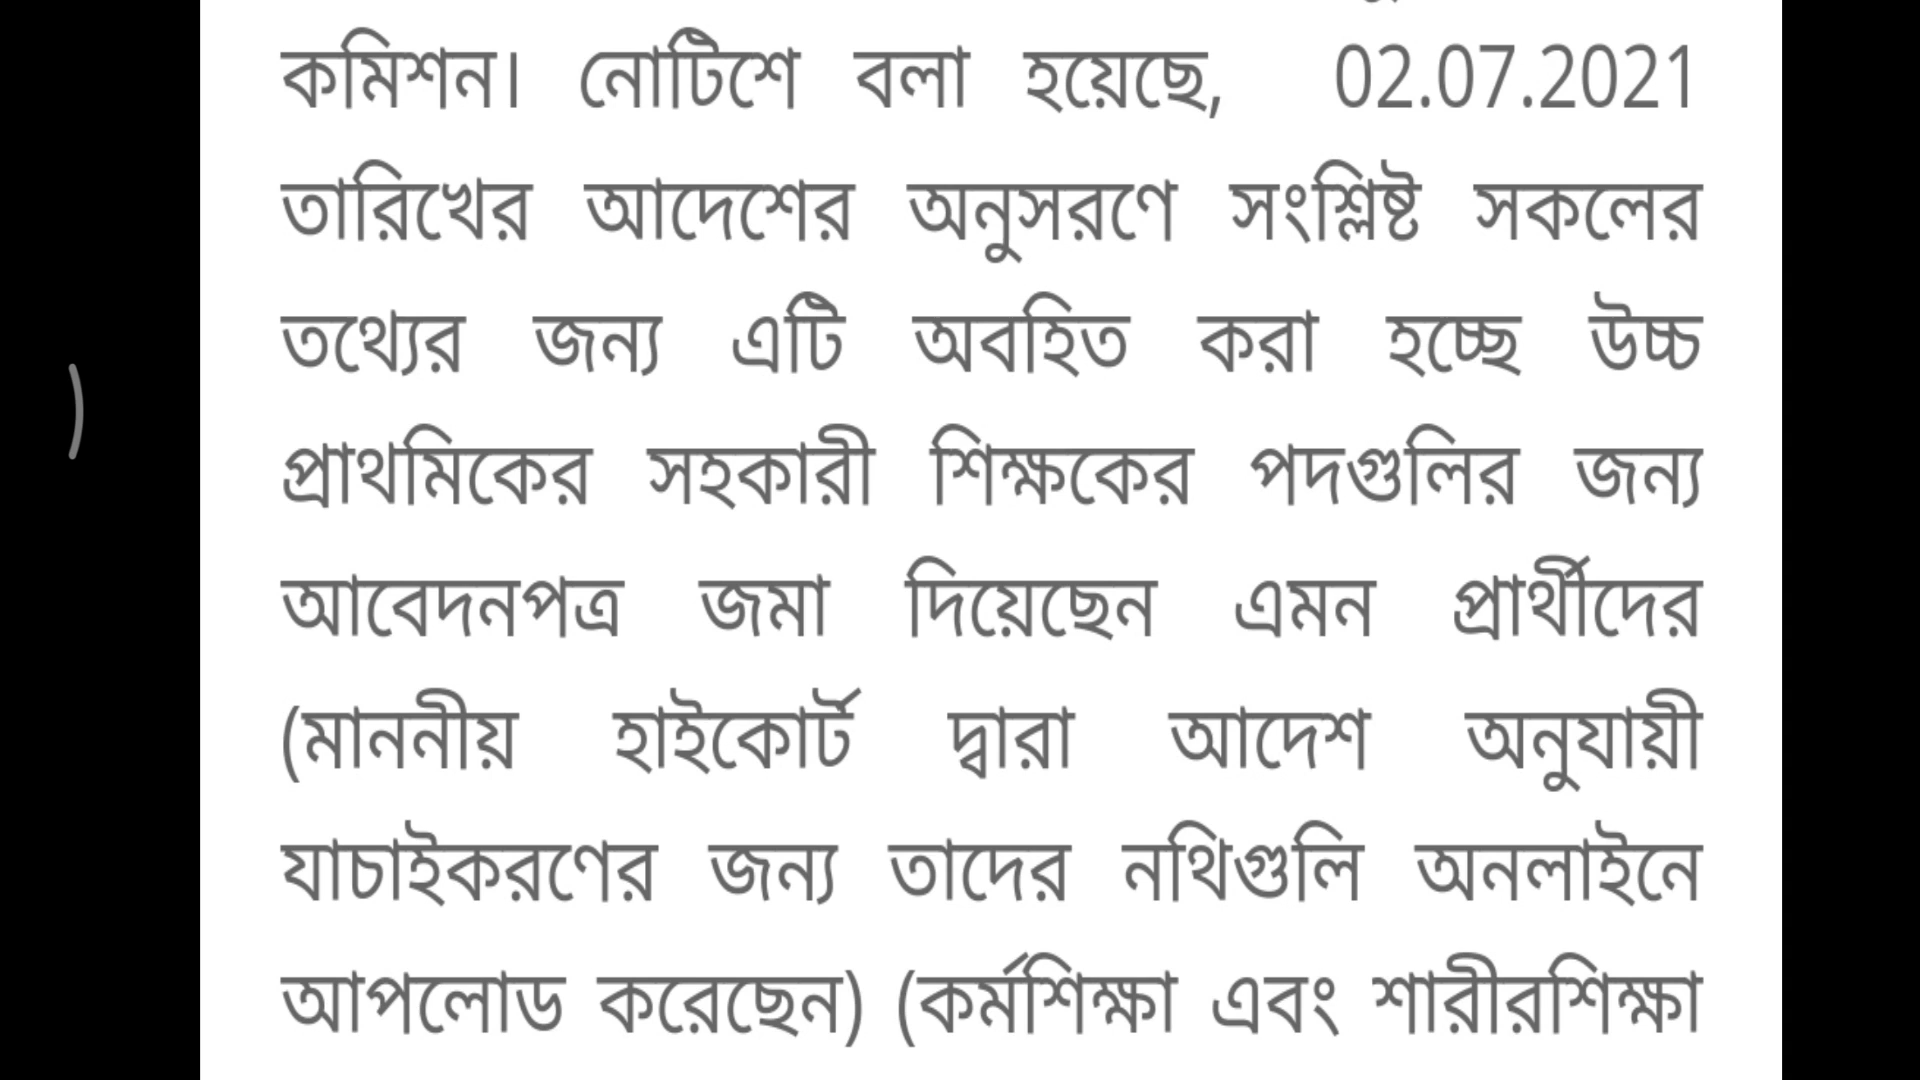 কমিশন। নোটিশে বলা হয়েছে, 02.07.2021
তারিখের আদেশের অনুসরণে সংশ্লিষ্ট সকলের
তথ্যের জন্য এটি অবহিত করা হচ্ছে উচ্চ
প্রাথমিকের সহকারী শিক্ষকের পদগুলির জন্য
আবেদনপত্র জমা দিয়েছেন এমন প্রার্থীদের
(মাননীয় হাইকোর্ট দ্বারা আদেশ অনুযায়ী
যাচাইকরণের জন্য তাদের নথিগুলি অনলাইনে
আপলোড করেছেন) (কর্মশিক্ষা এবং শারীরশিক্ষা